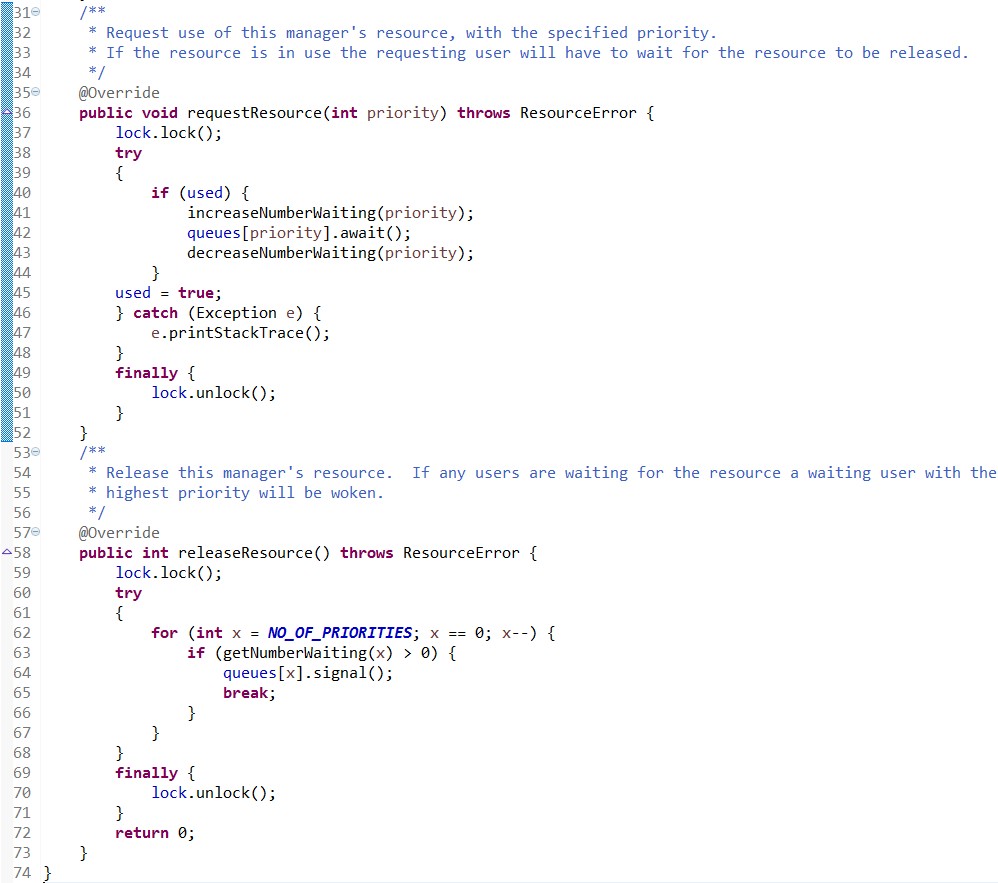 31 /**
32 * Request use of this manager's resource, with the specified priority.
33 * If the resource is in use the requesting user will have to wait for the resource to be released.
34 */
35 @Override
36 public void requestResource(int priority) throws ResourceError {
37 lock.lock();
38 try
39 {
40 if (used) {
41 increaseNumberWaiting(priority);
42 queues[priority].await();
43 decreaseNumberWaiting(priority);
44 }
45 used = true;
46 } catch (Exception e) {
47 e.printStackTrace();
48 }
49 finally {
50 lock.unlock();
51 }
52 }
53 /**
54 * Release this manager's resource.  If any users are waiting for the resource a waiting user with the
55 * highest priority will be woken.
56 */
57 @Override
58 public int releaseResource() throws ResourceError {
59 lock.lock();
60 try
61 {
62 for (int x = NO_OF_PRIORITIES; x == 0; x--) {
63 if (getNumberWaiting(x) > 0) {
64 queues[x].signal();
65 break;
66 }
67 }
68 }
69 finally {
70 lock.unlock();
71 }
72 return 0;
73 }
74 }